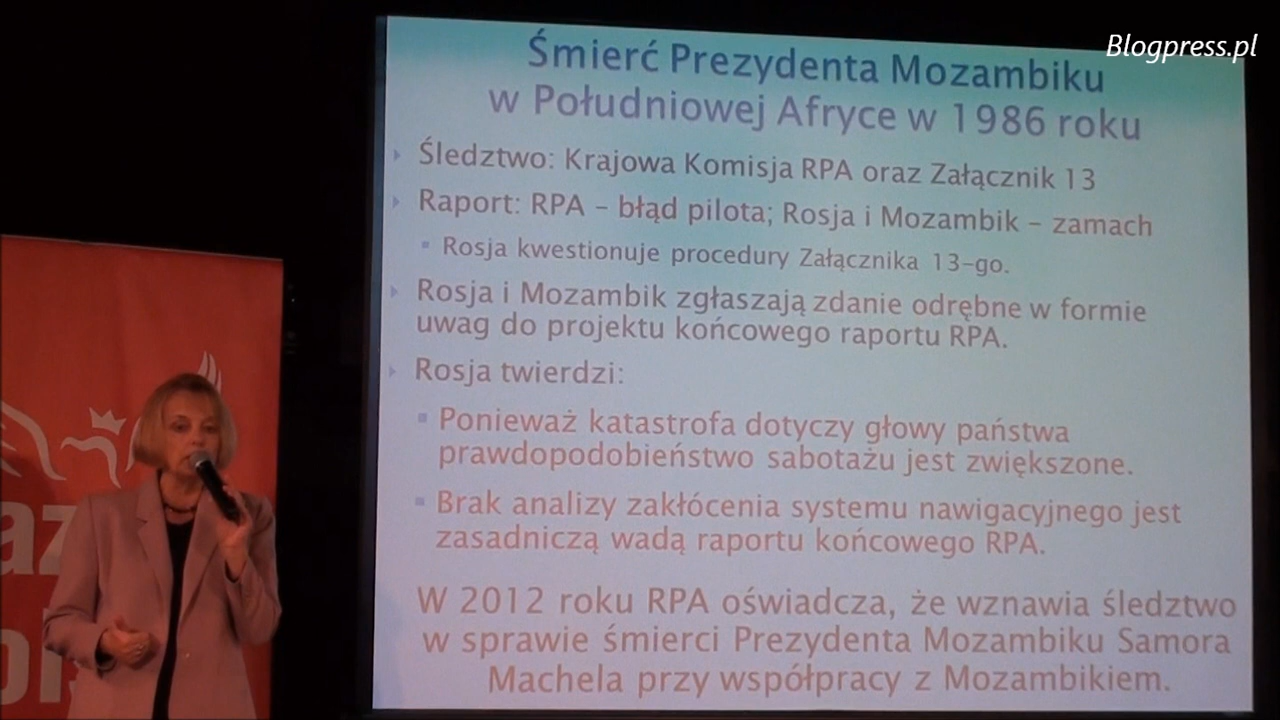 Blogpress.pl
Śmierć Prezydenta Mozambiku
w Południowej Afryce w 1986 roku
Śledztwo: Krajowa Komisja RPA oraz Załącznik 13
Raport: RPA – błąd pilota; Rosja i Mozambik – zamach
Rosja kwestionuje procedury Załącznika 13-go.
Rosja i Mozambik zgłaszają zdanie odrębne w formie
uwag do projektu końcowego raportu RPA.
Rosja twierdzi:
Ponieważ katastrofa dotyczy głowy państwa
prawdopodobieństwo sabotażu jest zwiększone.
Brak analizy zakłócenia systemu nawigacyjnego jest
zasadniczą wadą raportu końcowego RPA.
W 2012 roku RPA oświadcza, że wznawia śledztwo
w sprawie śmierci Prezydenta Mozambiku Samora
Machela przy współpracy z Mozambikiem.